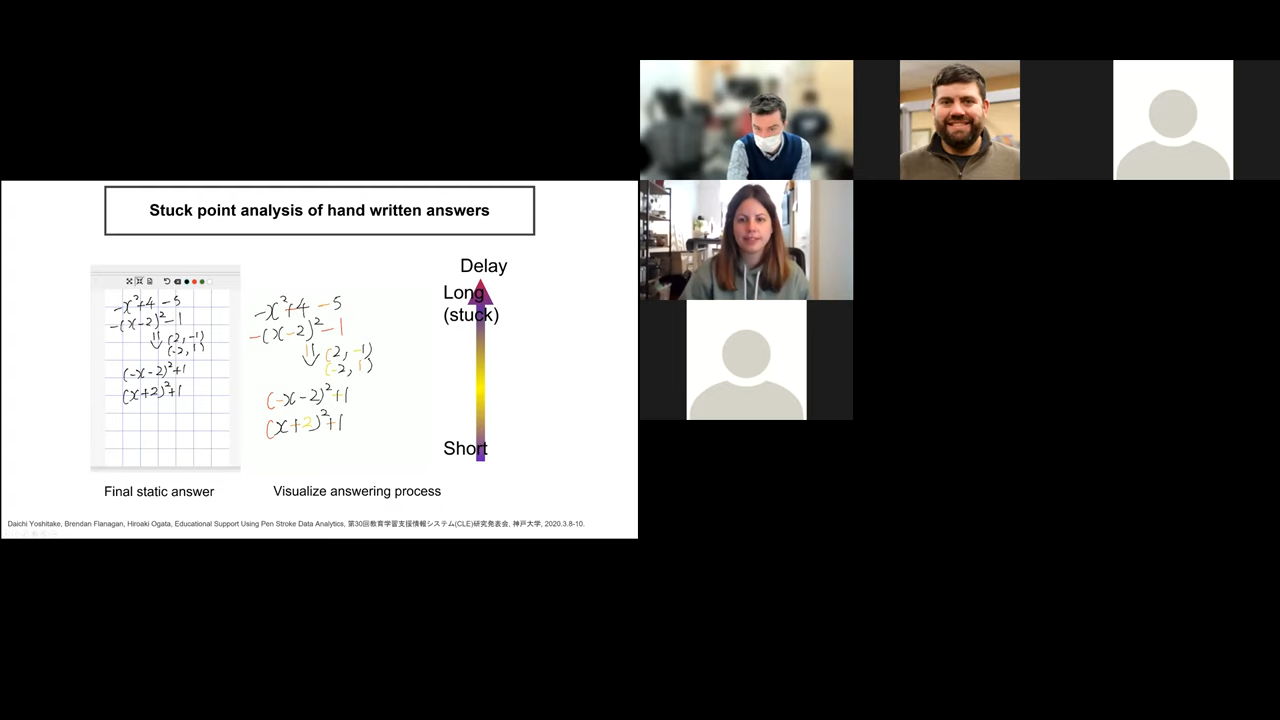 Stuck point analysis of hand written answers
-x²+4 -5
-(x-2)²-1
(2, -1)
(-2, 1)
(-x-2)²+1
(x+2)²+1
Final static answer
-x²+4 -5
-(x-2)²-1
(2, -1)
(-2, 1)
(-x-2)²+1
(x+2)²+1
Visualize answering process
Delay
Long
(stuck)
Short
Daichi Yoshitake, Brendan Flanagan, Hiroaki Ogata, Educational Support Using Pen Stroke Data Analytics, 第30回教育学習支援情報システム(CLE)研究発表会, 神戸大学, 2020.3.8-10.